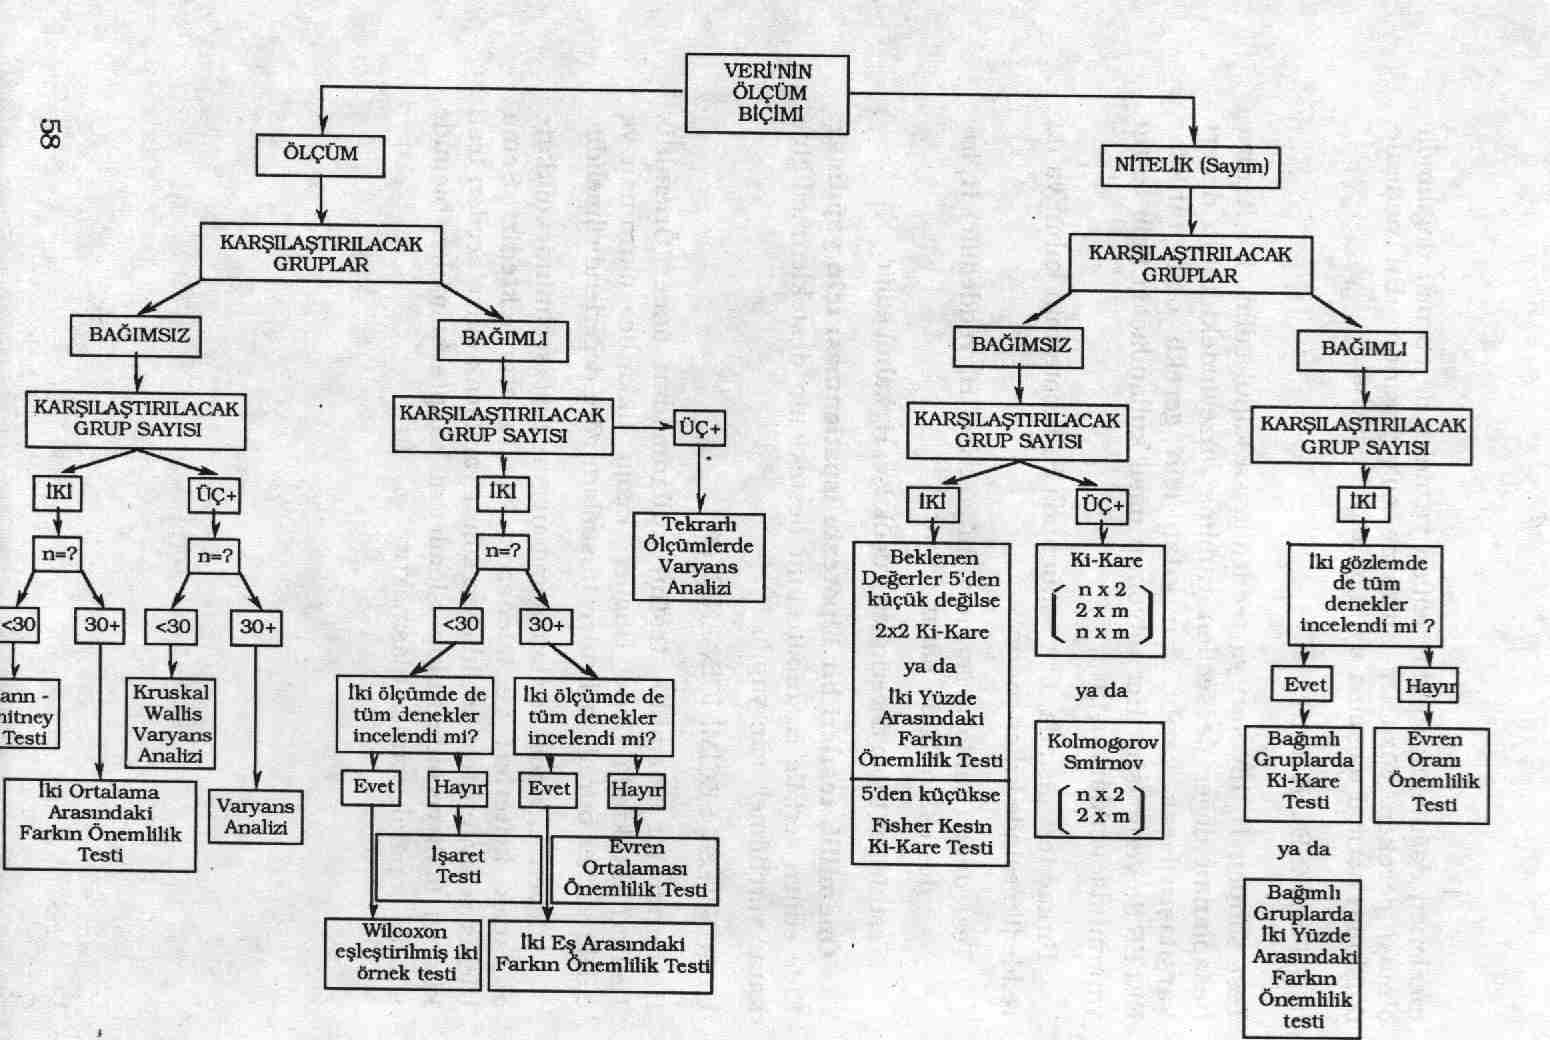 58
VERİ'NİN
ÖLÇÜM
BİÇİMİ
ÖLÇÜM
KARŞILAŞTIRILACAK
GRUPLAR
BAĞIMSIZ
KARŞILAŞTIRILACAK
GRUP SAYISI
İKİ
n=?
<30
ann -
hitney
Testi
30+
İki Ortalama
Arasındaki
Farkın Önemlilik
Testi
ÜÇ+
n=?
<30
Kruskal
Wallis
Varyans
Analizi
30+
Varyans
Analizi
BAĞIMLI
KARŞILAŞTIRILACAK
GRUP SAYISI
İKİ
n=?
<30
İki ölçümde de
tüm denekler
incelendi mi?
Evet
Wilcoxon
eşleştirilmiş iki
örnek testi
Hayır
İşaret
Testi
30+
İki ölçümde de
tüm denekler
incelendi mi?
Evet
İki Eş Arasındaki
Farkın Önemlilik Testi
Hayır
Evren
Ortalaması
Önemlilik Testi
ÜÇ+
Tekrarlı
Ölçümlerde
Varyans
Analizi
NİTELİK (Sayım)
KARŞILAŞTIRILACAK
GRUPLAR
BAĞIMSIZ
KARŞILAŞTIRILACAK
GRUP SAYISI
İKİ
Beklenen
Değerler 5'den
küçük değilse
2x2 Ki-Kare
ya da
İki Yüzde
Arasındaki
Farkın
Önemlilik Testi
5'den küçükse
Fisher Kesin
Ki-Kare Testi
ÜÇ+
Ki-Kare
n x 2
2 x m
n x m
ya da
Kolmogorov
Smirnov
n x 2
2 x m
BAĞIMLI
KARŞILAŞTIRILACAK
GRUP SAYISI
İKİ
İki gözlemde
de tüm
denekler
incelendi mi ?
Evet
Bağımlı
Gruplarda
Ki-Kare
Testi
ya da
Bağımlı
Gruplarda
İki Yüzde
Arasındaki
Farkın
Önemlilik
testi
Hayır
Evren
Oranı
Önemlilik
Testi